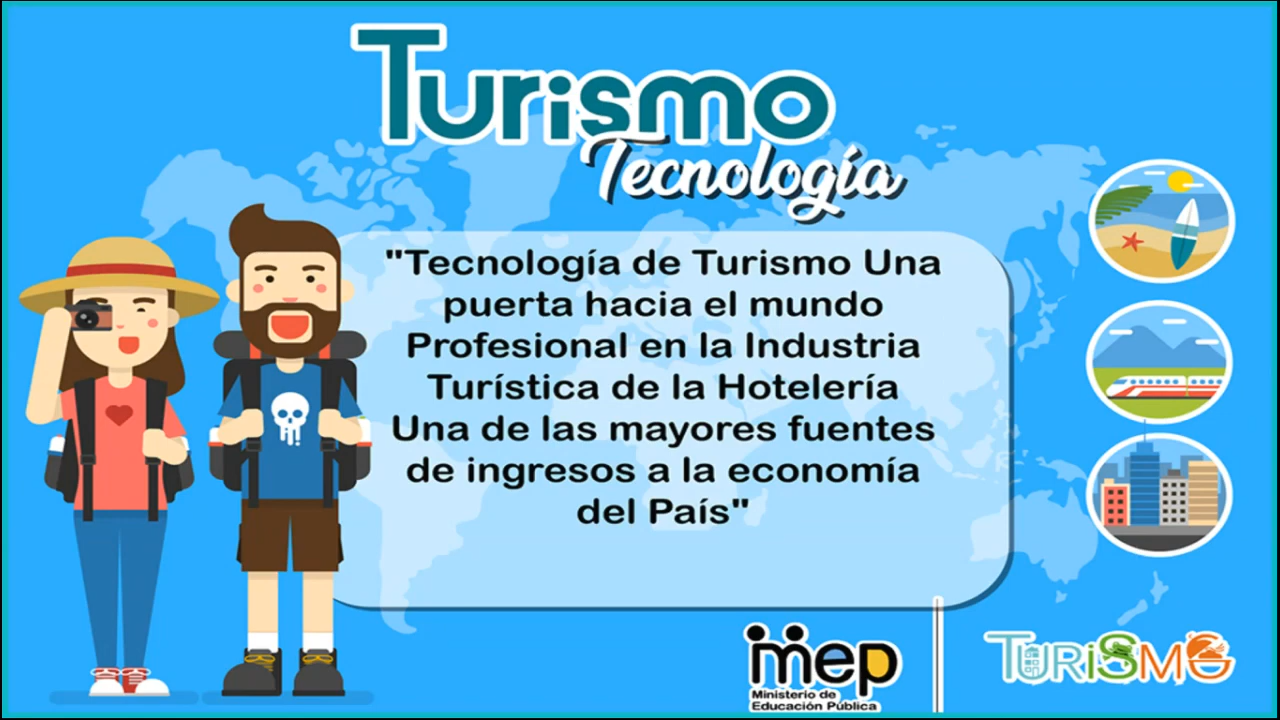 Turismo
Tecnología
"Tecnología de Turismo Una
puerta hacia el mundo
Profesional en la Industria
Turística de la Hotelería
Una de las mayores fuentes
de ingresos a la economía
del País"
mep
Ministerio de
Educación Pública
TURiSMO